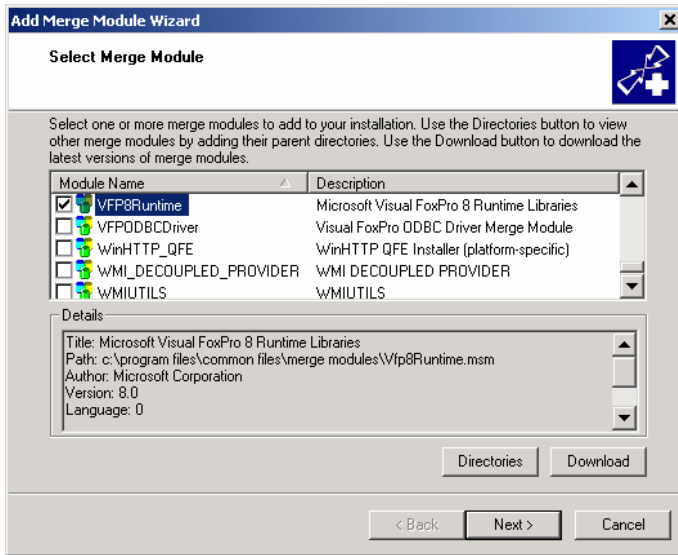 Add Merge Module Wizard
Select Merge Module
Select one or more merge modules to add to your installation. Use the Directories button to view
other merge modules by adding their parent directories. Use the Download button to download the
latest versions of merge modules.
Module Name Description
VFP8Runtime Microsoft Visual FoxPro 8 Runtime Libraries
VFPODBCDriver Visual FoxPro ODBC Driver Merge Module
WinHTTP_QFE WinHTTP QFE Installer (platform-specific)
WMI_DECOUPLED_PROVIDER WMI DECOUPLED PROVIDER
WMIUTILS WMIUTILS
Details
Title: Microsoft Visual FoxPro 8 Runtime Libraries
Path: c:\program files\common files\merge modules\Vfp8Runtime.msm
Author: Microsoft Corporation
Version: 8.0
Language: 0
Directories Download
< Back Next > Cancel